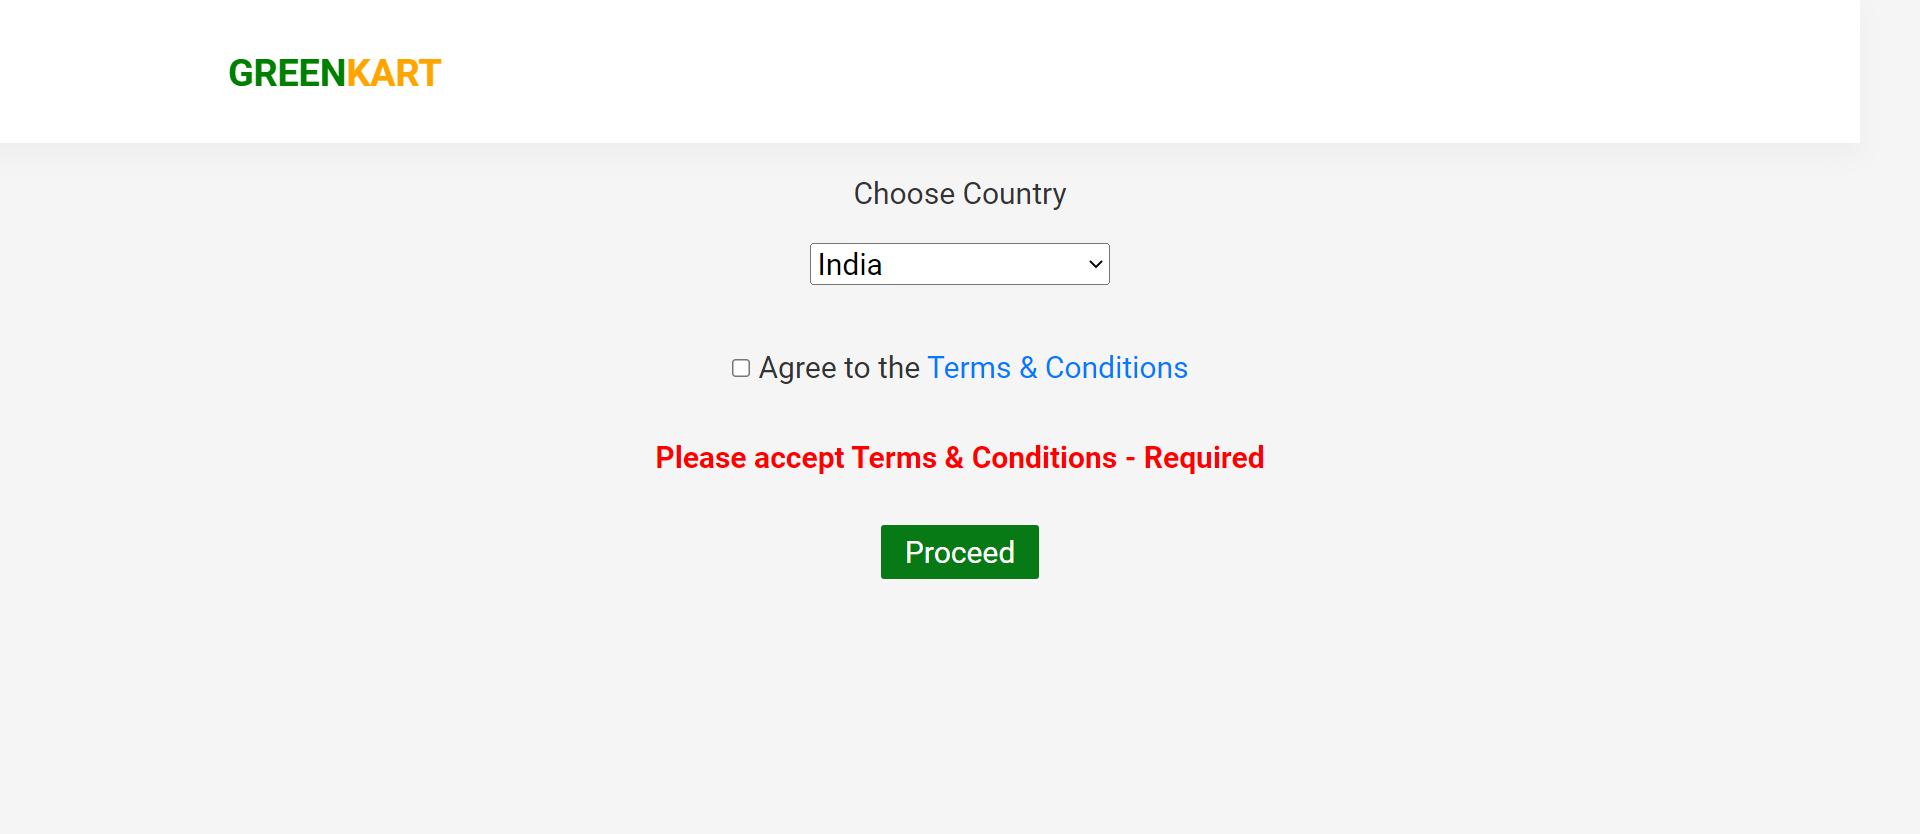 GREENKART
Choose Country
India
Agree to the Terms & Conditions
Please accept Terms & Conditions - Required
Proceed